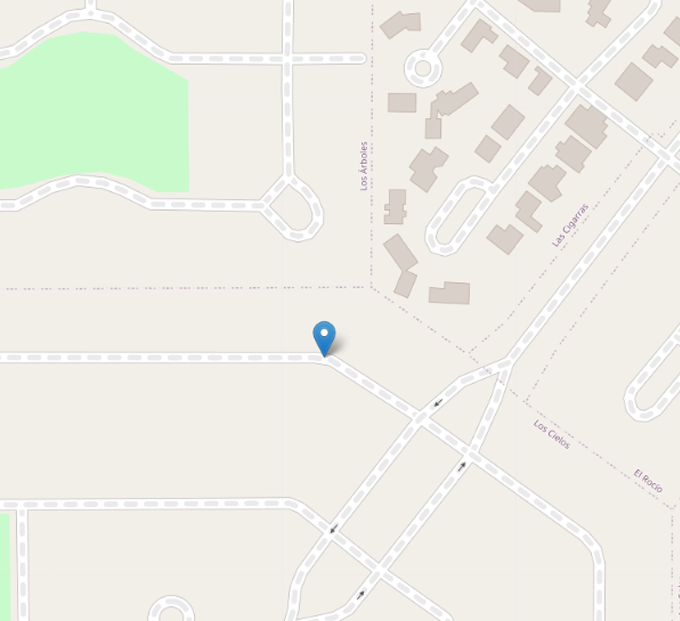 Los Árboles
Las Cigarras
Los Cielos
El Rocío